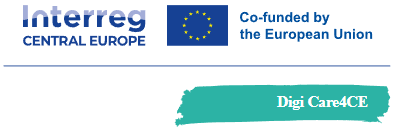 Interreg
CENTRAL EUROPE
Co-funded by
the European Union
Digi Care4CE